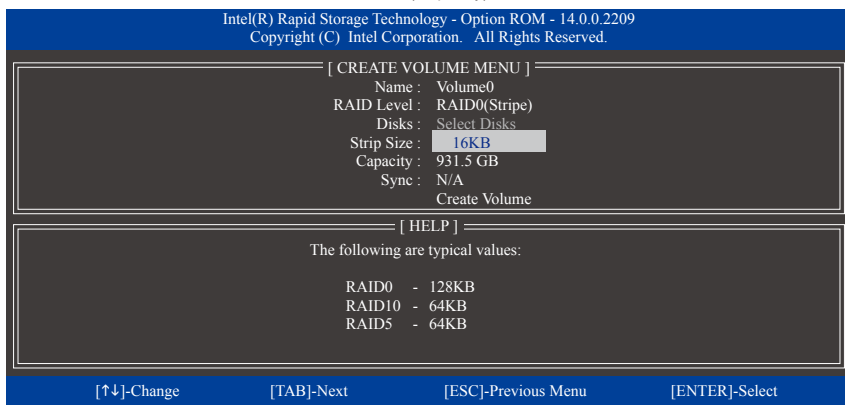 Intel(R) Rapid Storage Technology - Option ROM - 14.0.0.2209
Copyright (C) Intel Corporation. All Rights Reserved.
[ CREATE VOLUME MENU ]
Name : Volume0
RAID Level : RAID0(Stripe)
Disks : Select Disks
Strip Size : 16KB
Capacity : 931.5 GB
Sync : N/A
Create Volume
[ HELP ]
The following are typical values:
RAID0 - 128KB
RAID10 - 64KB
RAID5 - 64KB
[↑↓]-Change [TAB]-Next [ESC]-Previous Menu [ENTER]-Select